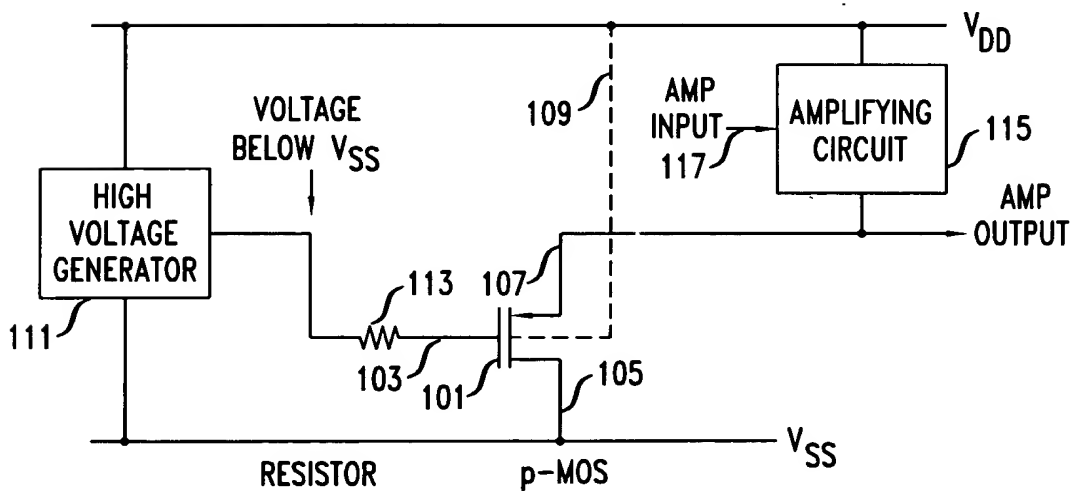 V_DD
109
VOLTAGE
BELOW V_SS
AMP
INPUT
117
AMPLIFYING
CIRCUIT
115
HIGH
VOLTAGE
GENERATOR
111
AMP
OUTPUT
107
113
103
101
105
V_SS
RESISTOR
p-MOS